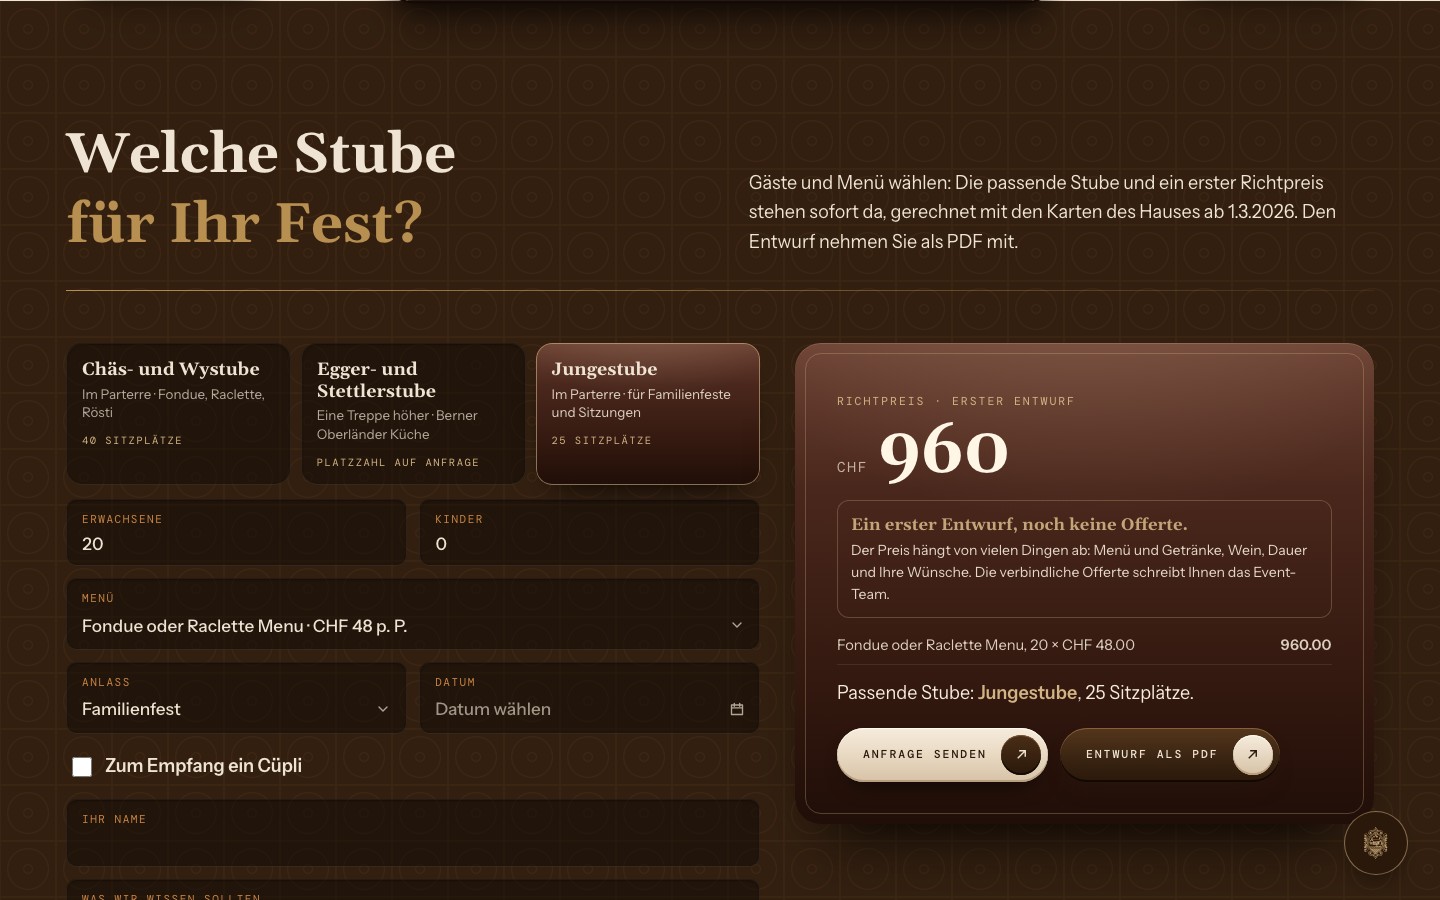 Welche Stube
für Ihr Fest?
Gäste und Menü wählen: Die passende Stube und ein erster Richtpreis
stehen sofort da, gerechnet mit den Karten des Hauses ab 1.3.2026. Den
Entwurf nehmen Sie als PDF mit.
Chäs- und Wystube
Im Parterre · Fondue, Raclette,
Rösti
40 SITZPLÄTZE
Egger- und
Stettlerstube
Eine Treppe höher · Berner
Oberländer Küche
PLATZZAHL AUF ANFRAGE
Jungestube
Im Parterre · für Familienfeste
und Sitzungen
25 SITZPLÄTZE
ERWACHSENE
20
KINDER
0
MENÜ
Fondue oder Raclette Menu · CHF 48 p. P.
ANLASS
Familienfest
DATUM
Datum wählen
Zum Empfang ein Cüpli
IHR NAME
WAS WIR WISSEN SOLLTEN
RICHTPREIS · ERSTER ENTWURF
CHF 960
Ein erster Entwurf, noch keine Offerte.
Der Preis hängt von vielen Dingen ab: Menü und Getränke, Wein, Dauer
und Ihre Wünsche. Die verbindliche Offerte schreibt Ihnen das Event-
Team.
Fondue oder Raclette Menu, 20 × CHF 48.00 960.00
Passende Stube: Jungestube, 25 Sitzplätze.
ANFRAGE SENDEN
ENTWURF ALS PDF